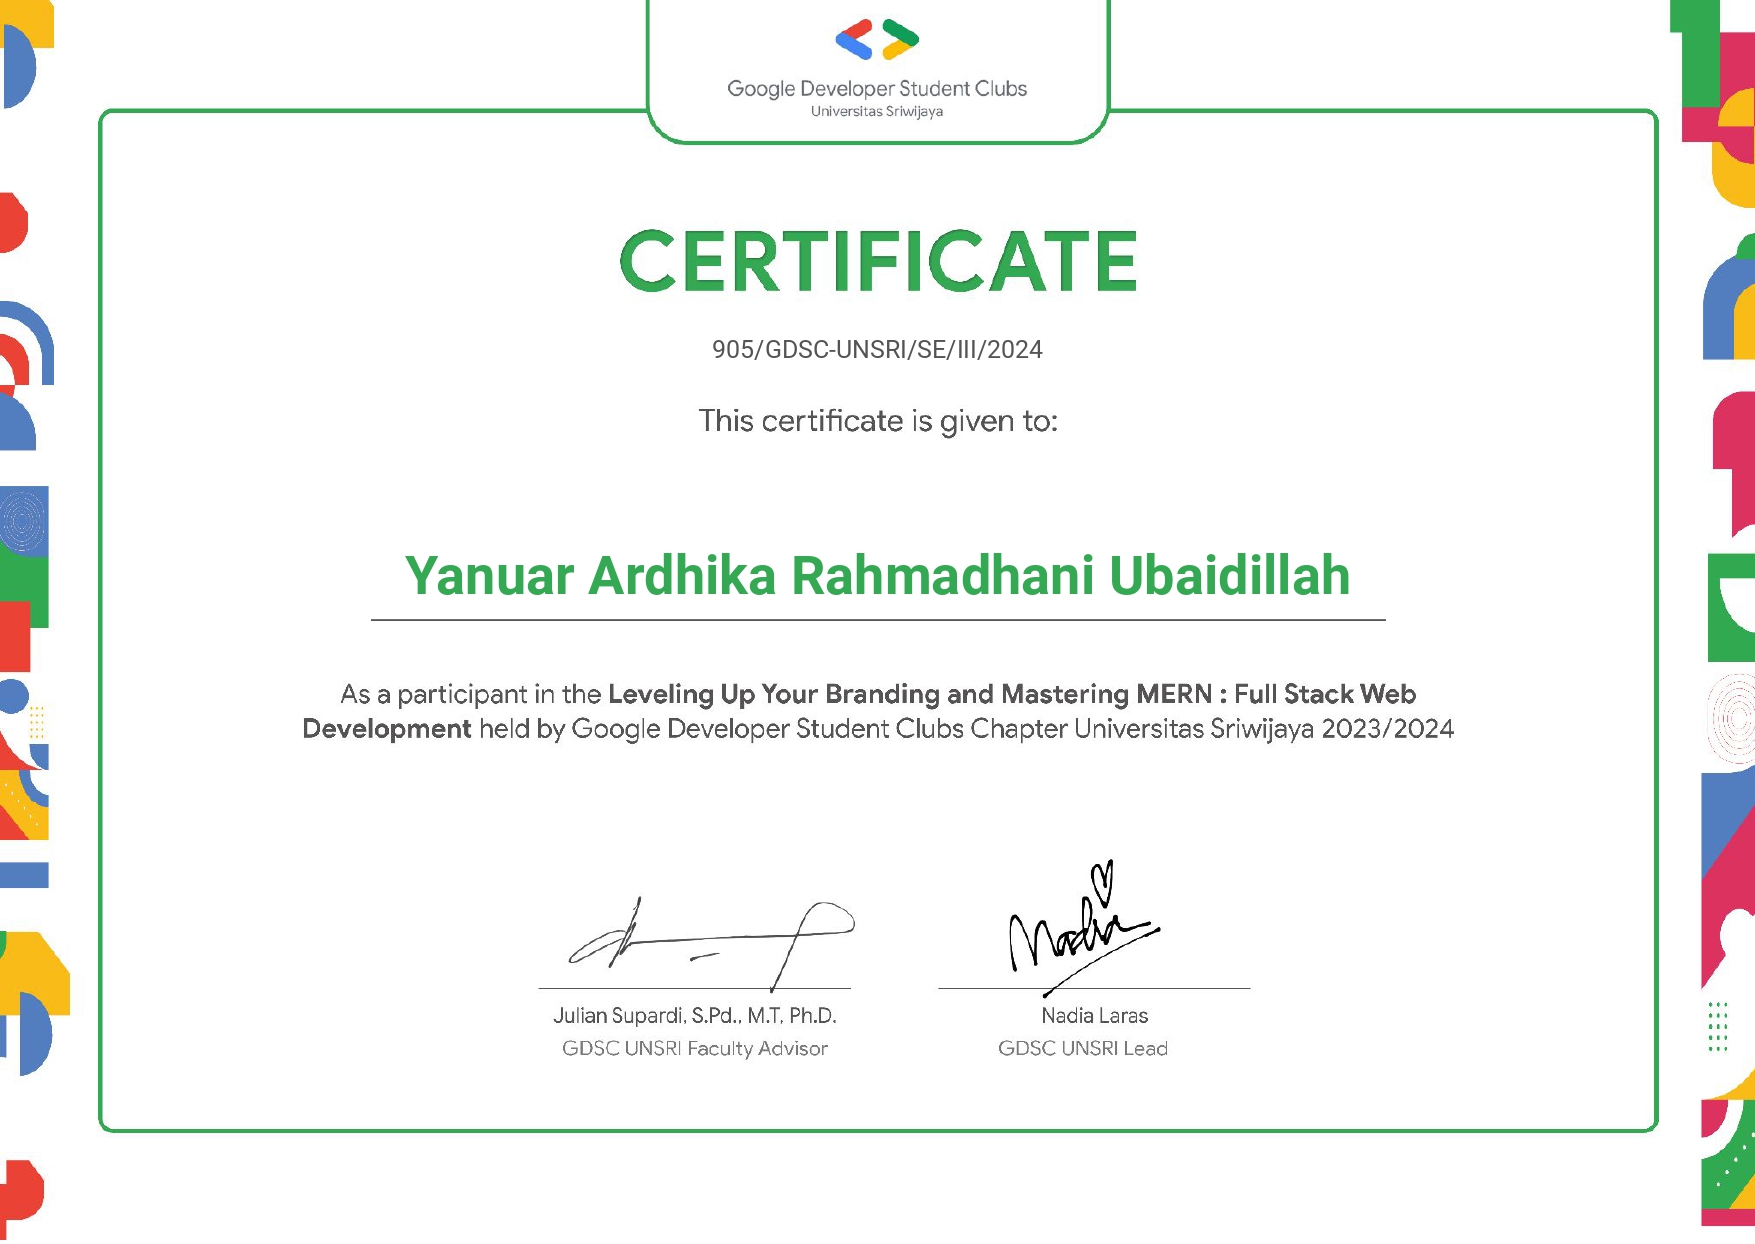 Google Developer Student Clubs
Universitas Sriwijaya
CERTIFICATE
905/GDSC-UNSRI/SE/III/2024
This certificate is given to:
Yanuar Ardhika Rahmadhani Ubaidillah
As a participant in the Leveling Up Your Branding and Mastering MERN : Full Stack Web
Development held by Google Developer Student Clubs Chapter Universitas Sriwijaya 2023/2024
Nadia
Julian Supardi, S.Pd., M.T, Ph.D.
GDSC UNSRI Faculty Advisor
Nadia Laras
GDSC UNSRI Lead